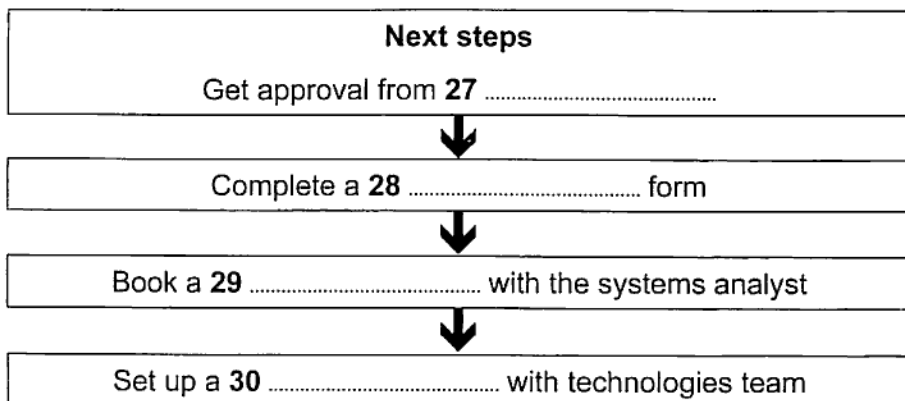 Next steps
Get approval from 27 ........................................
Complete a 28 ........................................ form
Book a 29 ........................................ with the systems analyst
Set up a 30 ........................................ with technologies team